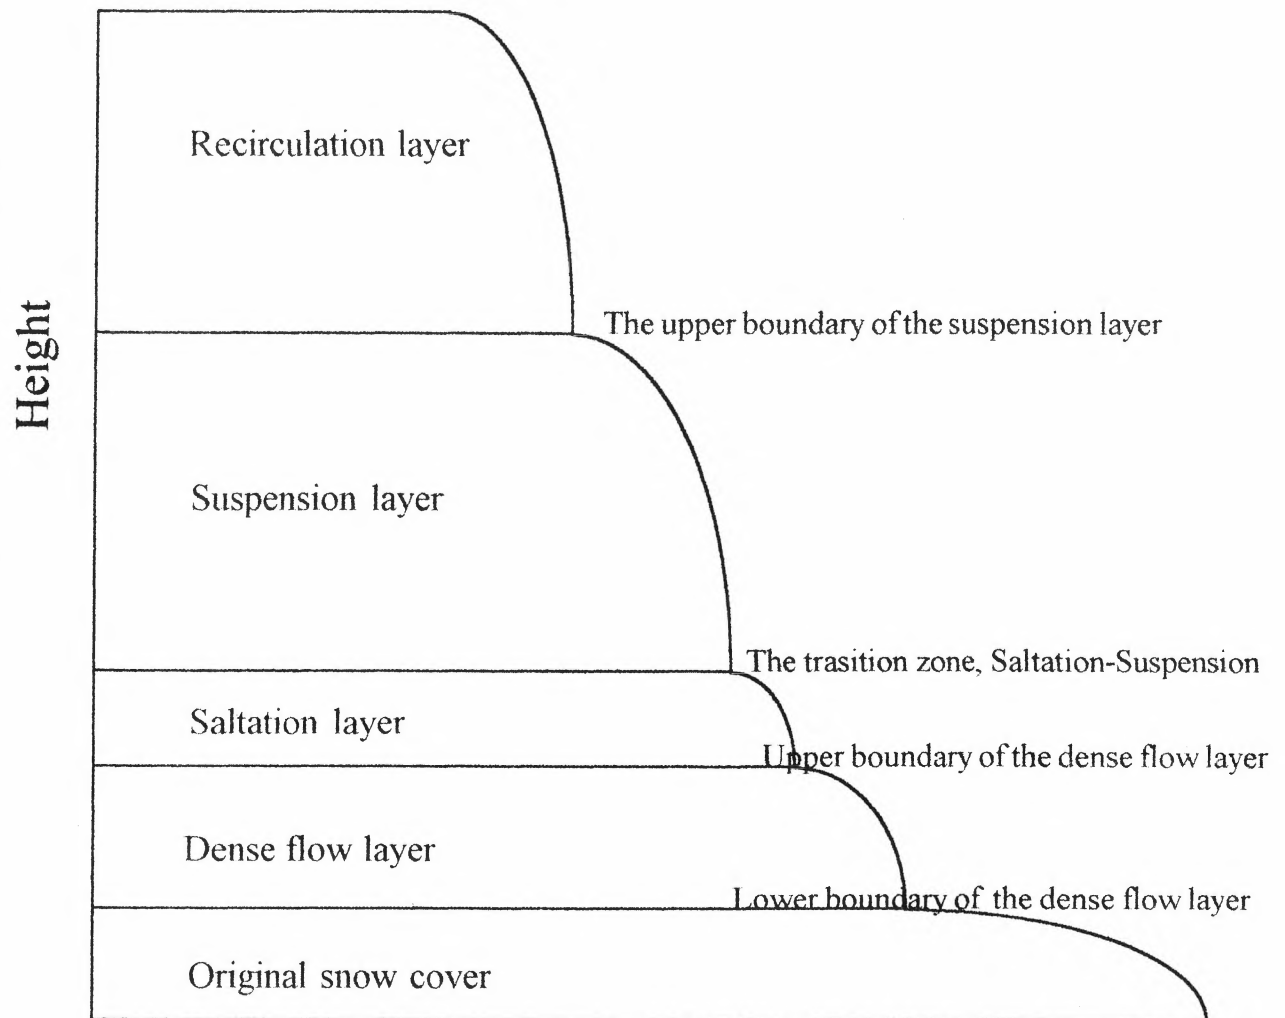 Recirculation layer
Height
The upper boundary of the suspension layer
Suspension layer
The trasition zone, Saltation-Suspension
Saltation layer
Upper boundary of the dense flow layer
Dense flow layer
Lower boundary of the dense flow layer
Original snow cover